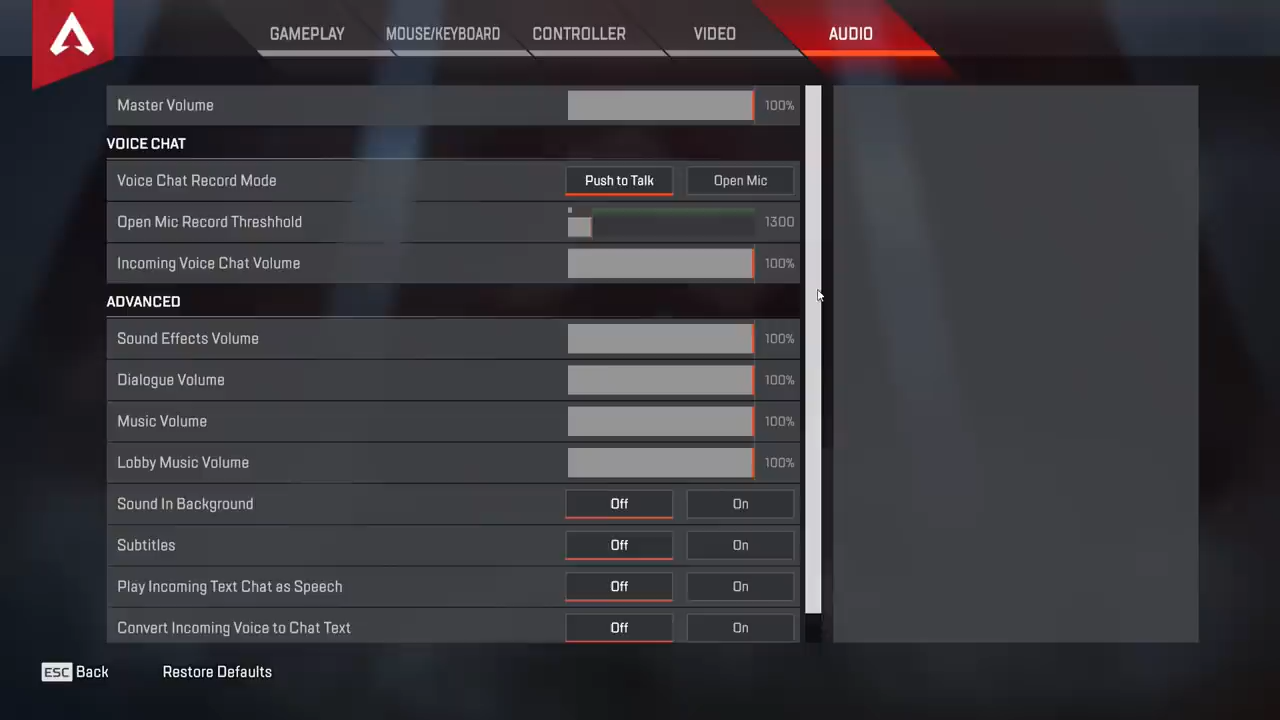 GAMEPLAY MOUSE/KEYBOARD CONTROLLER VIDEO AUDIO
Master Volume 100%
VOICE CHAT
Voice Chat Record Mode Push to Talk Open Mic
Open Mic Record Threshhold 1300
Incoming Voice Chat Volume 100%
ADVANCED
Sound Effects Volume 100%
Dialogue Volume 100%
Music Volume 100%
Lobby Music Volume 100%
Sound In Background Off On
Subtitles Off On
Play Incoming Text Chat as Speech Off On
Convert Incoming Voice to Chat Text Off On
ESC Back Restore Defaults